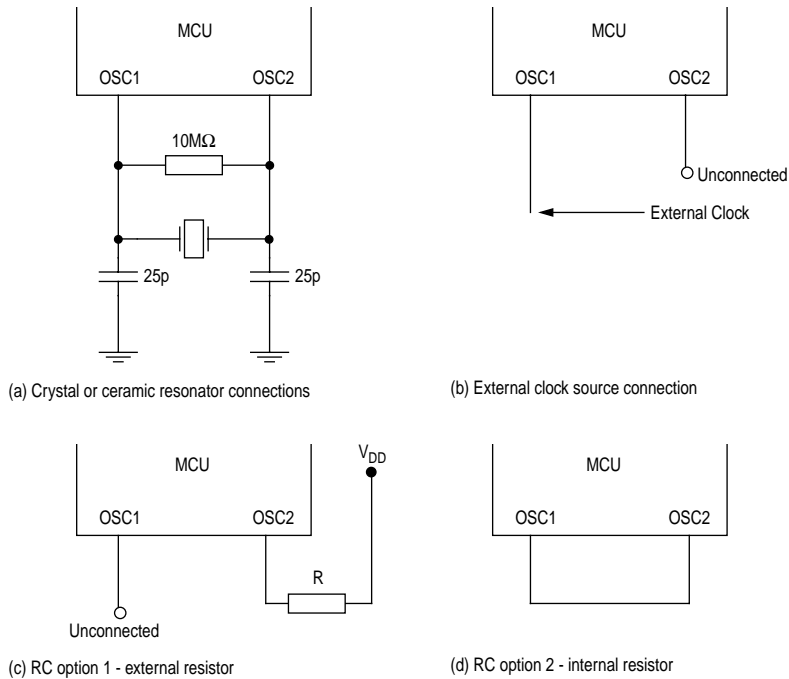 MCU
OSC1 OSC2
10MΩ
25p 25p
(a) Crystal or ceramic resonator connections
MCU
OSC1 OSC2
Unconnected
External Clock
(b) External clock source connection
MCU
OSC1 OSC2
VDD
R
Unconnected
(c) RC option 1 - external resistor
MCU
OSC1 OSC2
(d) RC option 2 - internal resistor